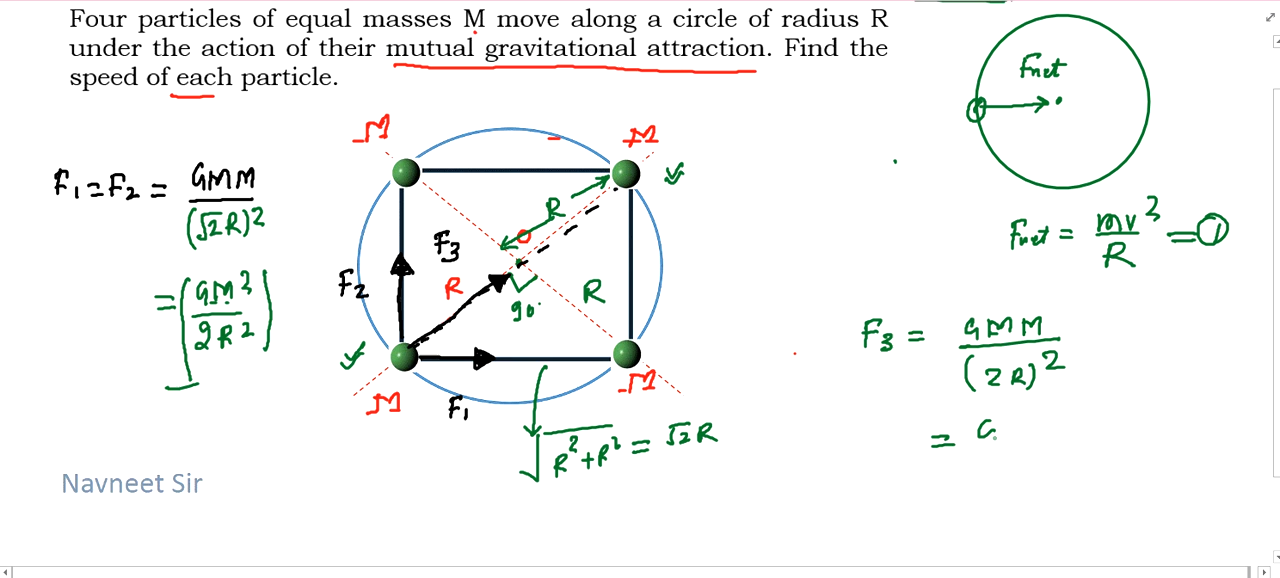 Four particles of equal masses M move along a circle of radius R
under the action of their mutual gravitational attraction. Find the
speed of each particle.
Fnet
-M
M
F₁=F₂= GMM
(√2R)²
=(GM²
2R²)
R
O
F₃
F₂
R
R
90°
M
F₁
-M
√R²+R² = √2R
Fnet = mv² =①
R
F₃ = GMM
(2R)²
= G
Navneet Sir